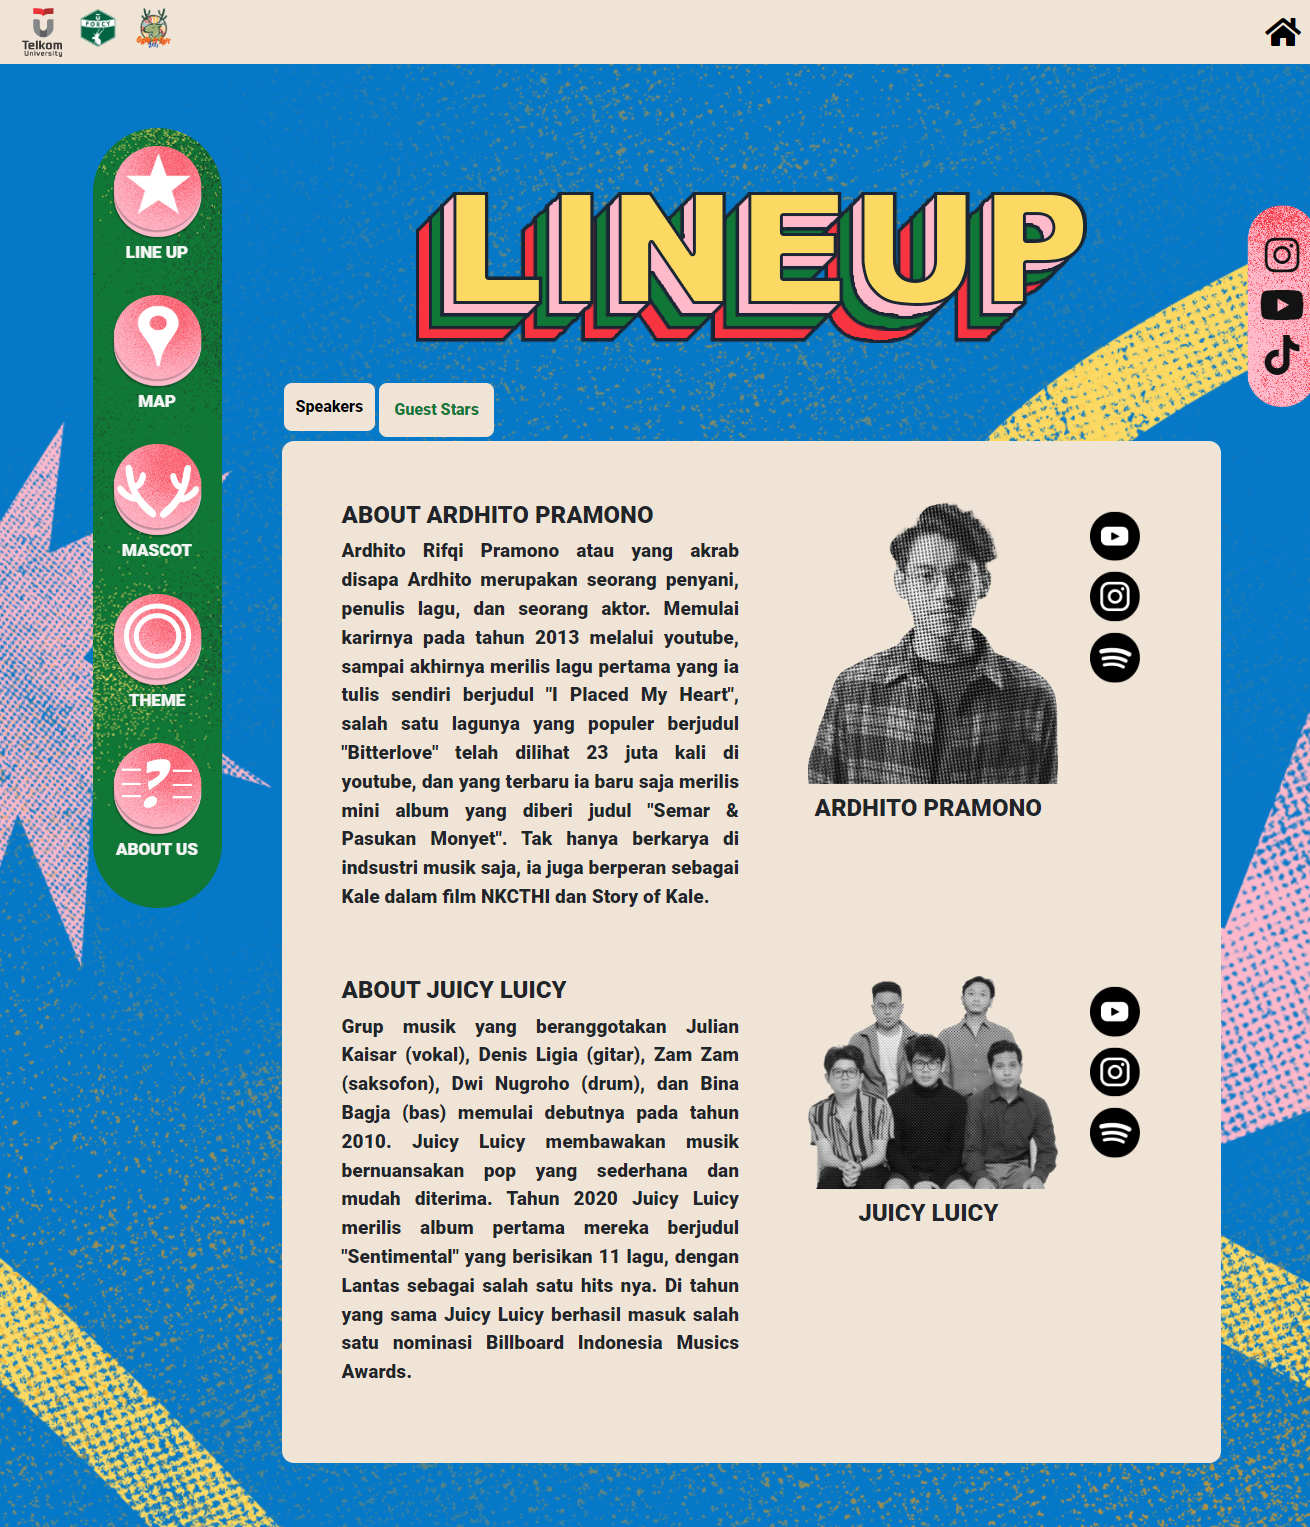 Telkom
University
FORCY
LINEUP
LINE UP
MAP
MASCOT
THEME
ABOUT US
Speakers
Guest Stars
ABOUT ARDHITO PRAMONO
Ardhito Rifqi Pramono atau yang akrab
disapa Ardhito merupakan seorang penyani,
penulis lagu, dan seorang aktor. Memulai
karirnya pada tahun 2013 melalui youtube,
sampai akhirnya merilis lagu pertama yang ia
tulis sendiri berjudul "I Placed My Heart",
salah satu lagunya yang populer berjudul
"Bitterlove" telah dilihat 23 juta kali di
youtube, dan yang terbaru ia baru saja merilis
mini album yang diberi judul "Semar &
Pasukan Monyet". Tak hanya berkarya di
indsustri musik saja, ia juga berperan sebagai
Kale dalam film NKCTHI dan Story of Kale.
ARDHITO PRAMONO
ABOUT JUICY LUICY
Grup musik yang beranggotakan Julian
Kaisar (vokal), Denis Ligia (gitar), Zam Zam
(saksofon), Dwi Nugroho (drum), dan Bina
Bagja (bas) memulai debutnya pada tahun
2010. Juicy Luicy membawakan musik
bernuansakan pop yang sederhana dan
mudah diterima. Tahun 2020 Juicy Luicy
merilis album pertama mereka berjudul
"Sentimental" yang berisikan 11 lagu, dengan
Lantas sebagai salah satu hits nya. Di tahun
yang sama Juicy Luicy berhasil masuk salah
satu nominasi Billboard Indonesia Musics
Awards.
JUICY LUICY